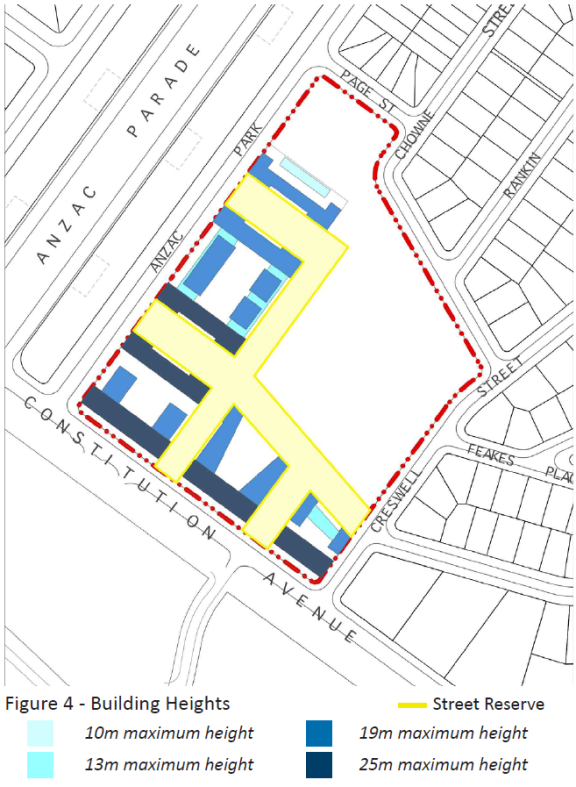 ANZAC PARADE
PAGE ST
CHOWNE
STREE
RANKIN
ANZAC PARK
STREET
FEAKES PLAC
CRESWELL
CONSTITUTION AVENUE
Figure 4 - Building Heights
Street Reserve
10m maximum height
19m maximum height
13m maximum height
25m maximum height